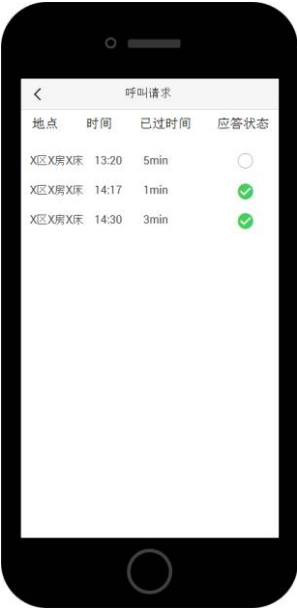 呼叫请求
地点 时间 已过时间 应答状态
X区X房X床 13:20 5min
X区X房X床 14:17 1min
X区X房X床 14:30 3min